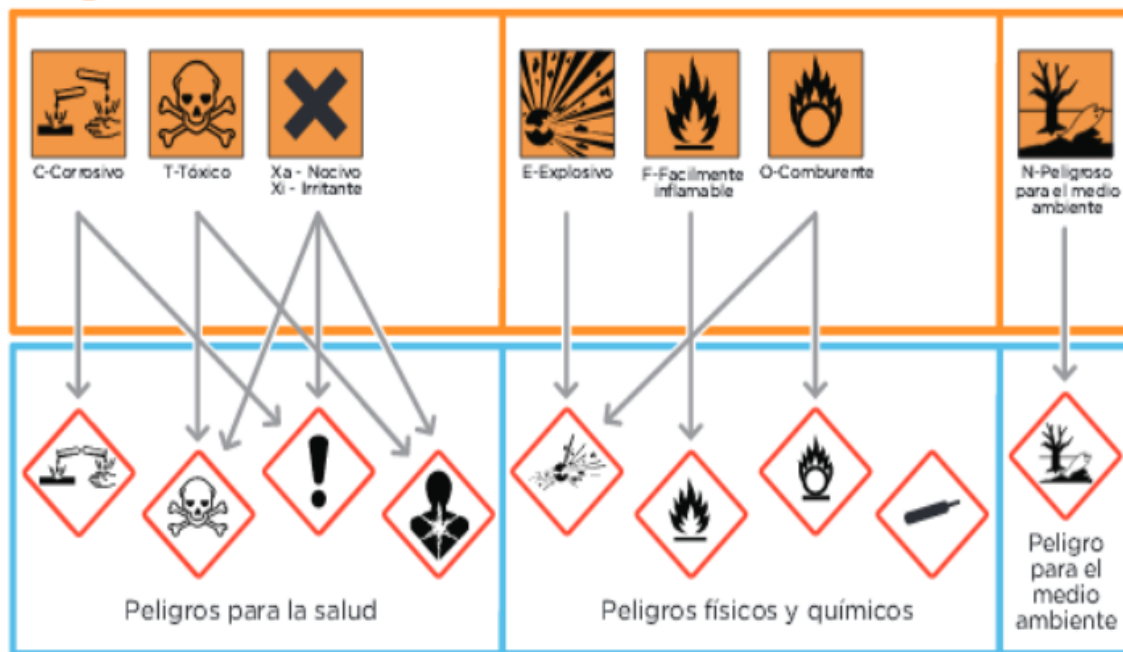 C-Corrosivo
T-Tóxico
Xa - Nocivo
Xi - Irritante
E-Explosivo
F-Facilmente
inflamable
O-Comburente
N-Peligroso
para el medio
ambiente
Peligros para la salud
Peligros físicos y químicos
Peligro
para el
medio
ambiente